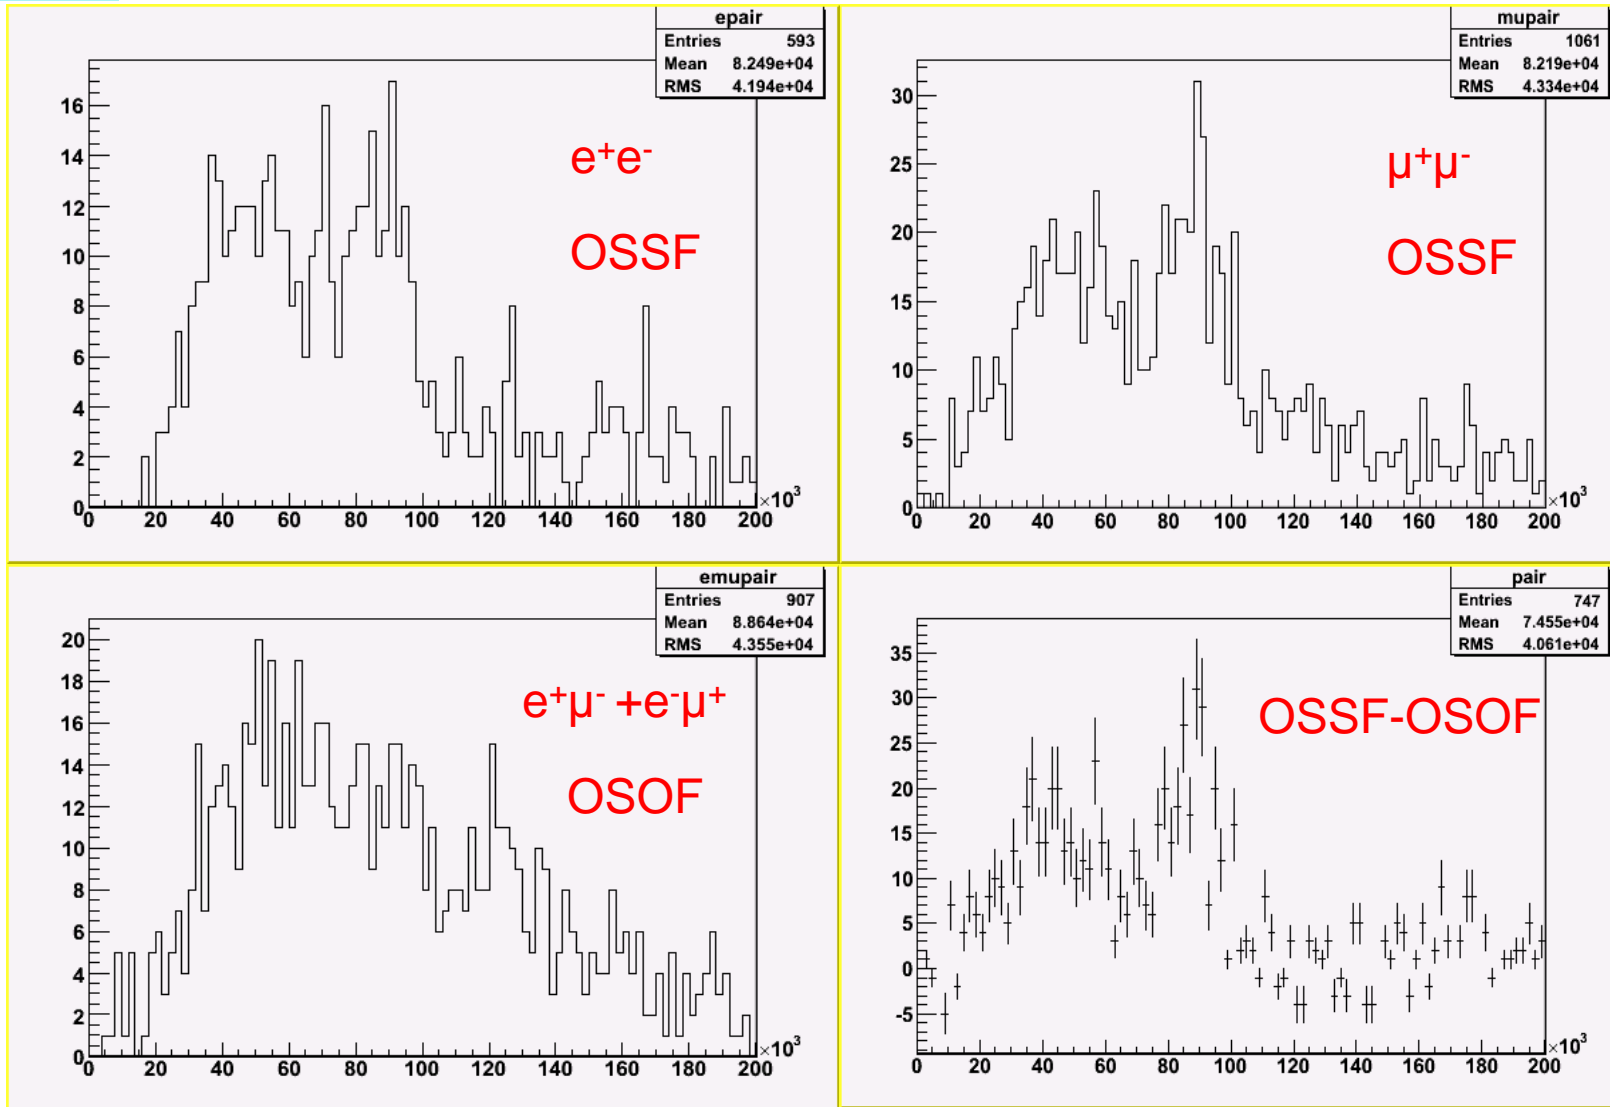 epair
Entries 593
Mean 8.249e+04
RMS 4.194e+04
16
14
12
10
8
6
4
2
0
e⁺e⁻
OSSF
0 20 40 60 80 100 120 140 160 180 200
×10³
mupair
Entries 1061
Mean 8.219e+04
RMS 4.334e+04
30
25
20
15
10
5
0
μ⁺μ⁻
OSSF
0 20 40 60 80 100 120 140 160 180 200
×10³
emupair
Entries 907
Mean 8.864e+04
RMS 4.355e+04
20
18
16
14
12
10
8
6
4
2
0
e⁺μ⁻ +e⁻μ⁺
OSOF
0 20 40 60 80 100 120 140 160 180 200
×10³
pair
Entries 747
Mean 7.455e+04
RMS 4.061e+04
35
30
25
20
15
10
5
0
-5
OSSF-OSOF
0 20 40 60 80 100 120 140 160 180 200
×10³